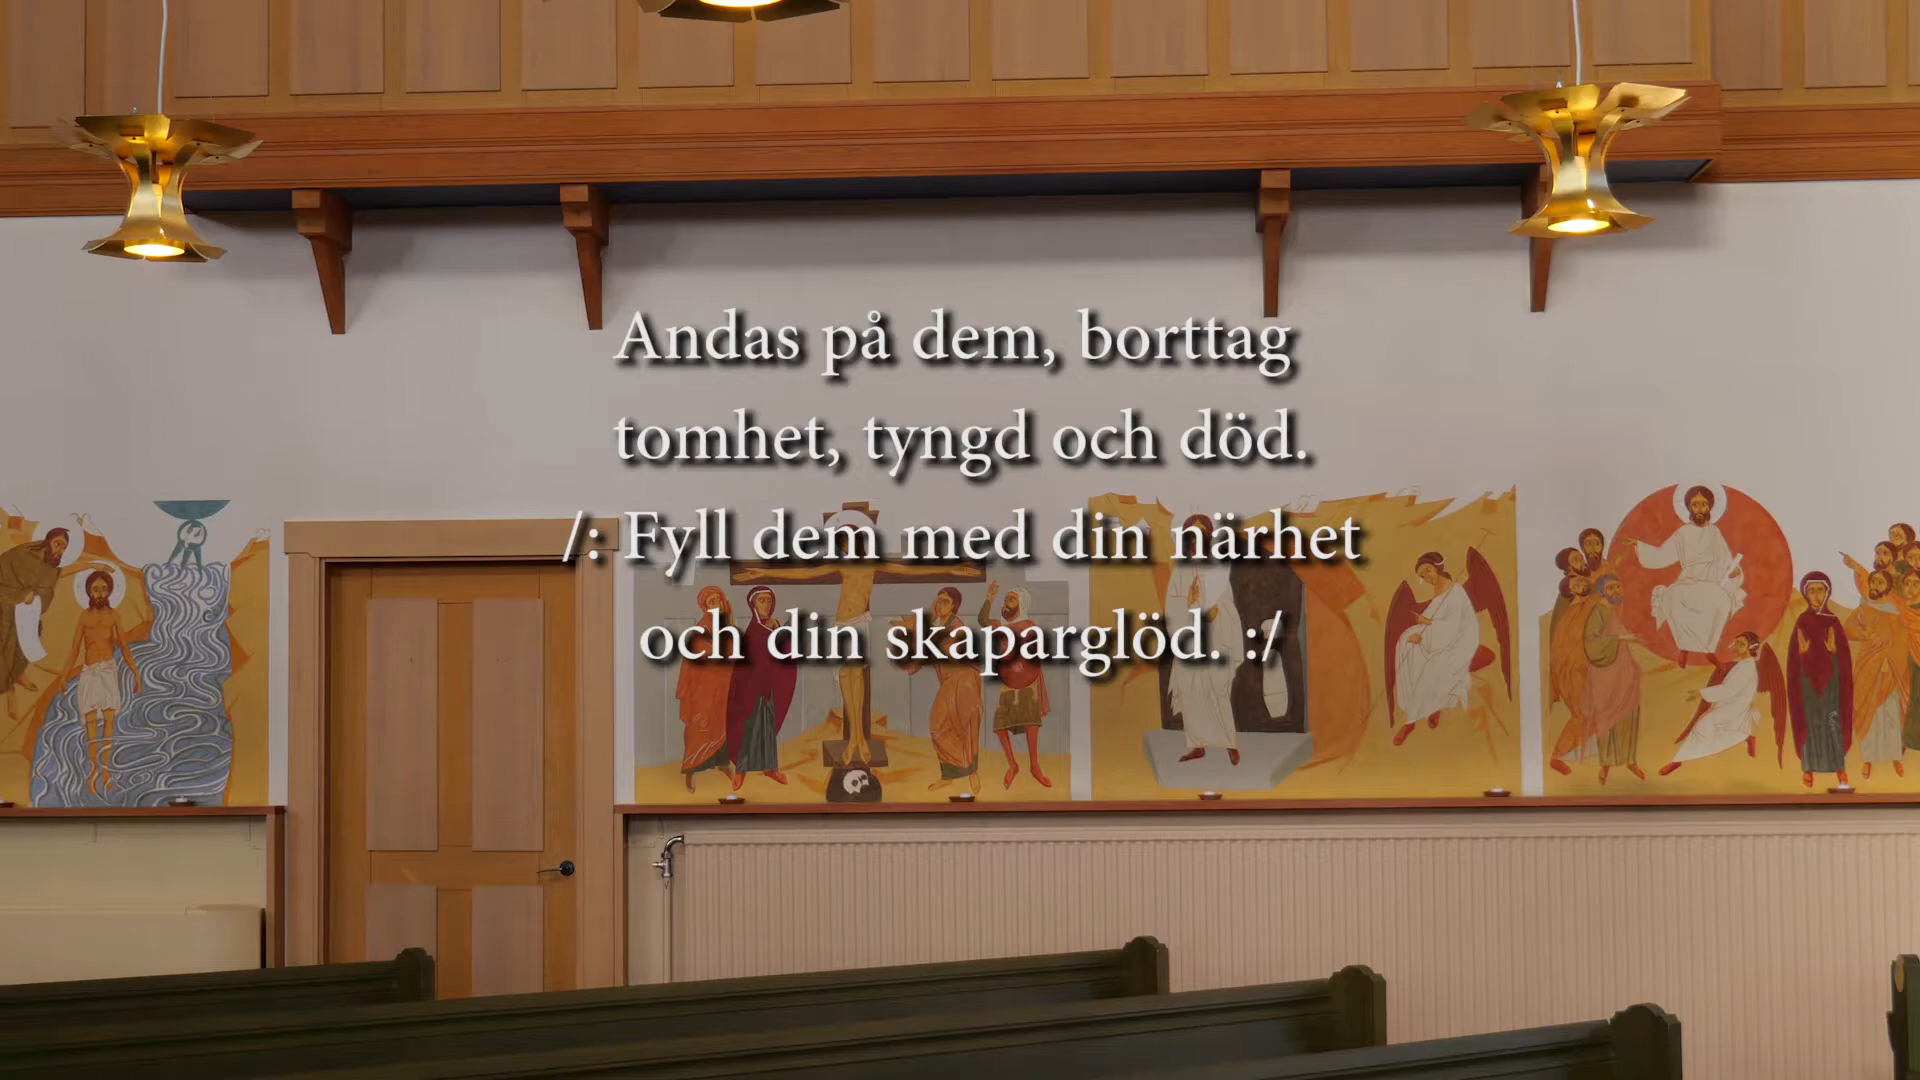 Andas på dem, borttag
tomhet, tyngd och död.
/: Fyll dem med din närhet
och din skaparglöd. :/